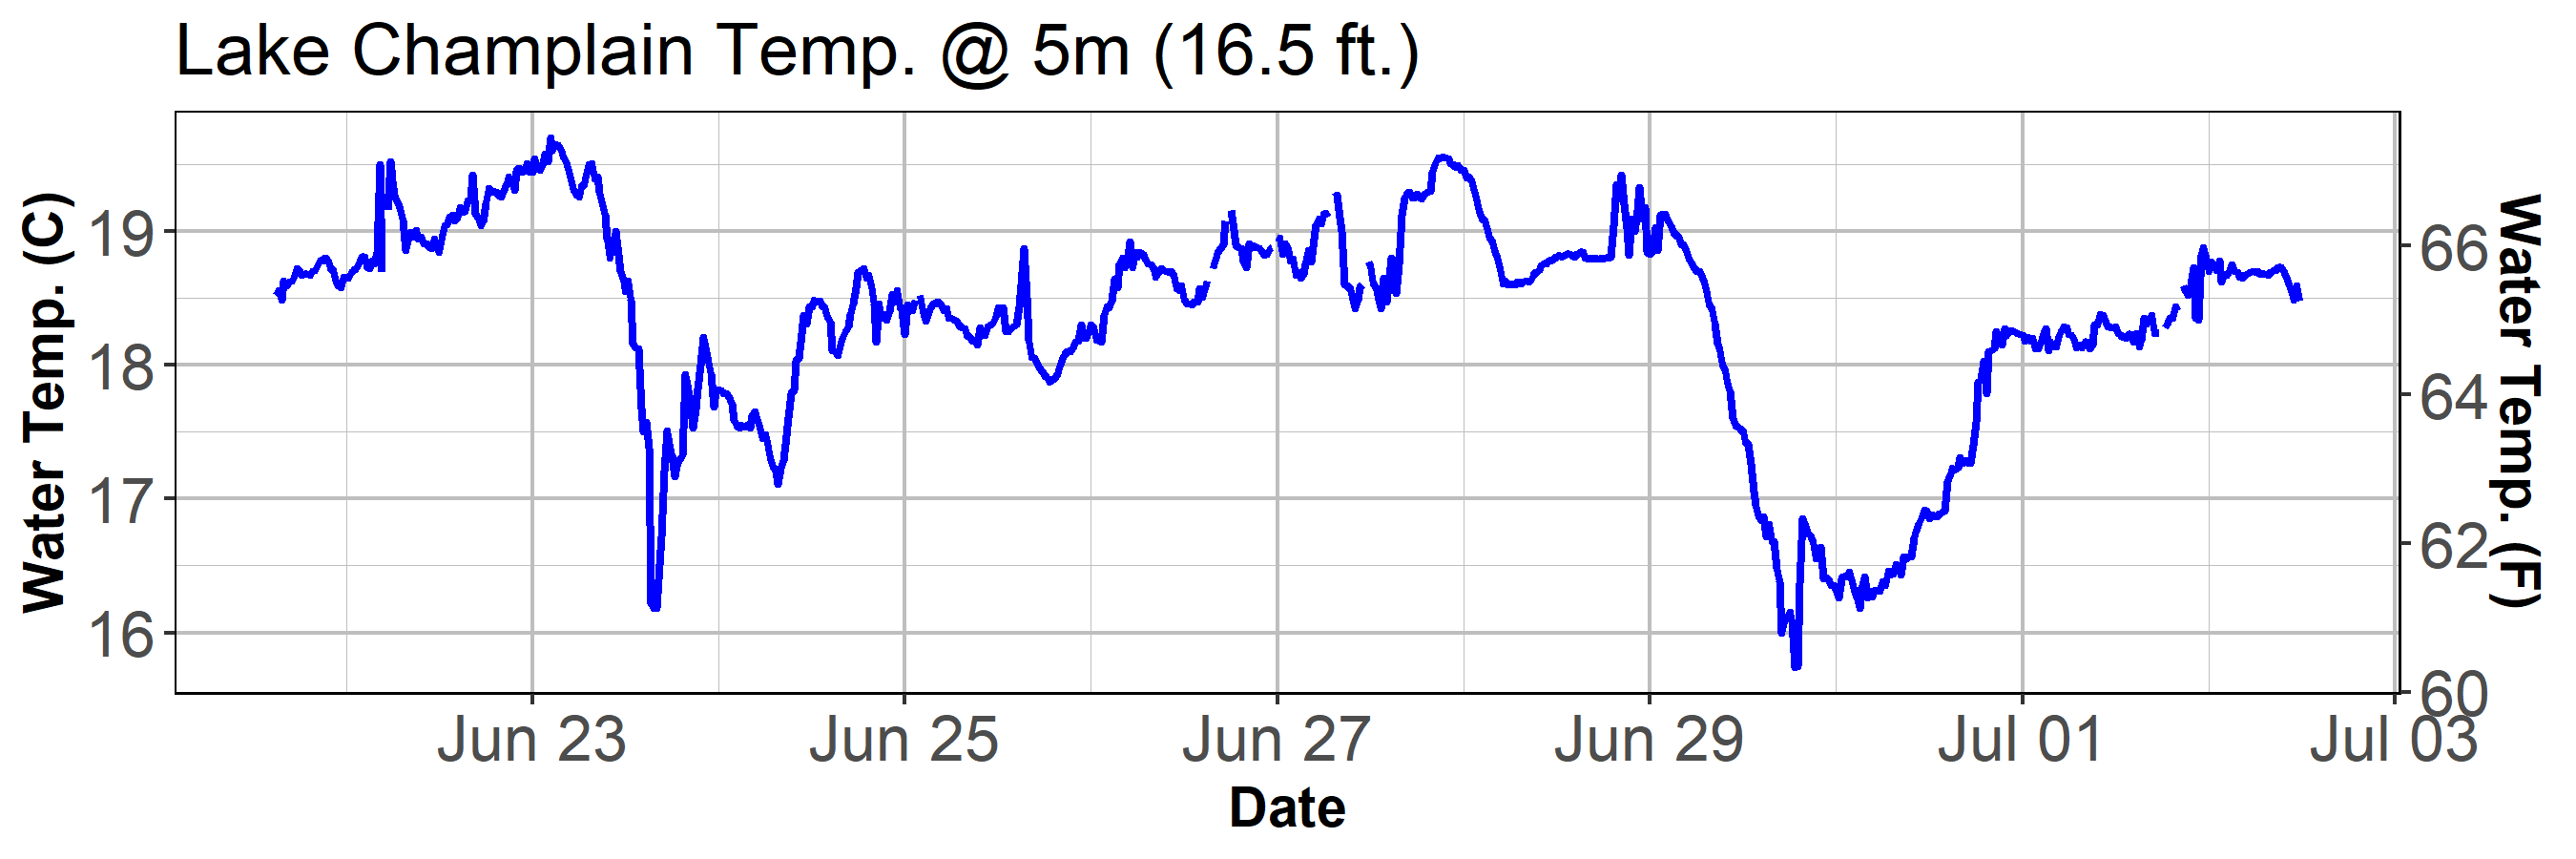 Lake Champlain Temp. @ 5m (16.5 ft.)
Water Temp. (C)
19
18
17
16
66
64
62
60
Water Temp. (F)
Jun 23
Jun 25
Jun 27
Jun 29
Jul 01
Jul 03
Date